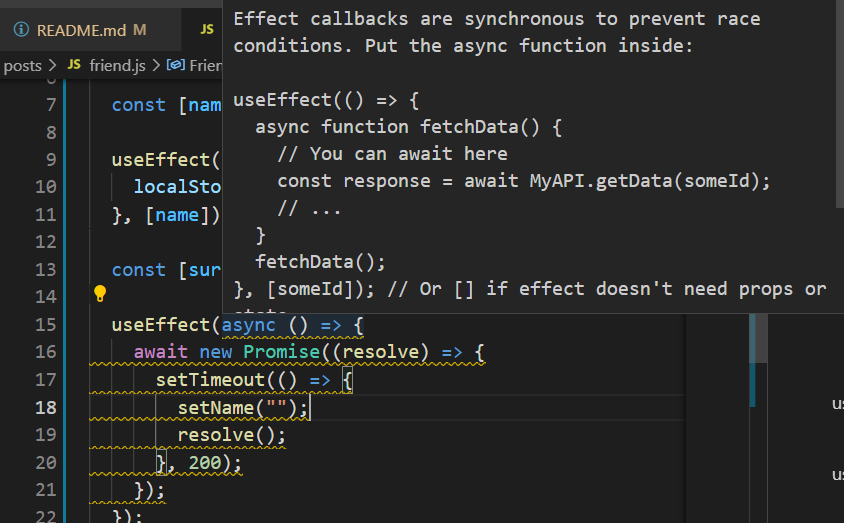 Effect callbacks are synchronous to prevent race
README.md M
JS
conditions. Put the async function inside:
posts > JS friend.js > Frien
useEffect(() => {
7 const [nam
async function fetchData() {
8
// You can await here
9 useEffect(
const response = await MyAPI.getData(someId);
10 localSto
// ...
11 }, [name])
}
12
fetchData();
13 const [sur
}, [someId]); // Or [] if effect doesn't need props or
14
15 useEffect(async () => {
16 await new Promise((resolve) => {
17 setTimeout(() => {
18 setName("");
19 resolve();
20 }, 200);
21 });
22 });
us
us